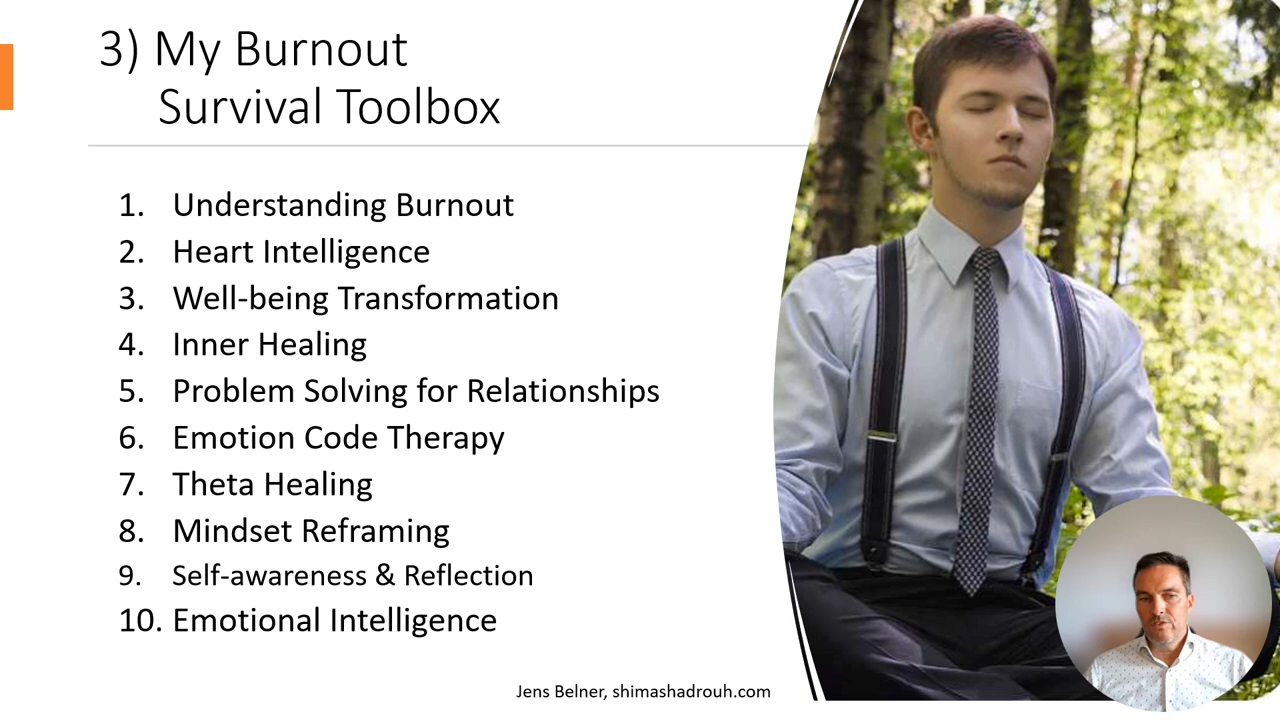 3) My Burnout
Survival Toolbox
1. Understanding Burnout
2. Heart Intelligence
3. Well-being Transformation
4. Inner Healing
5. Problem Solving for Relationships
6. Emotion Code Therapy
7. Theta Healing
8. Mindset Reframing
9. Self-awareness & Reflection
10. Emotional Intelligence
Jens Belner, shimashadrouh.com